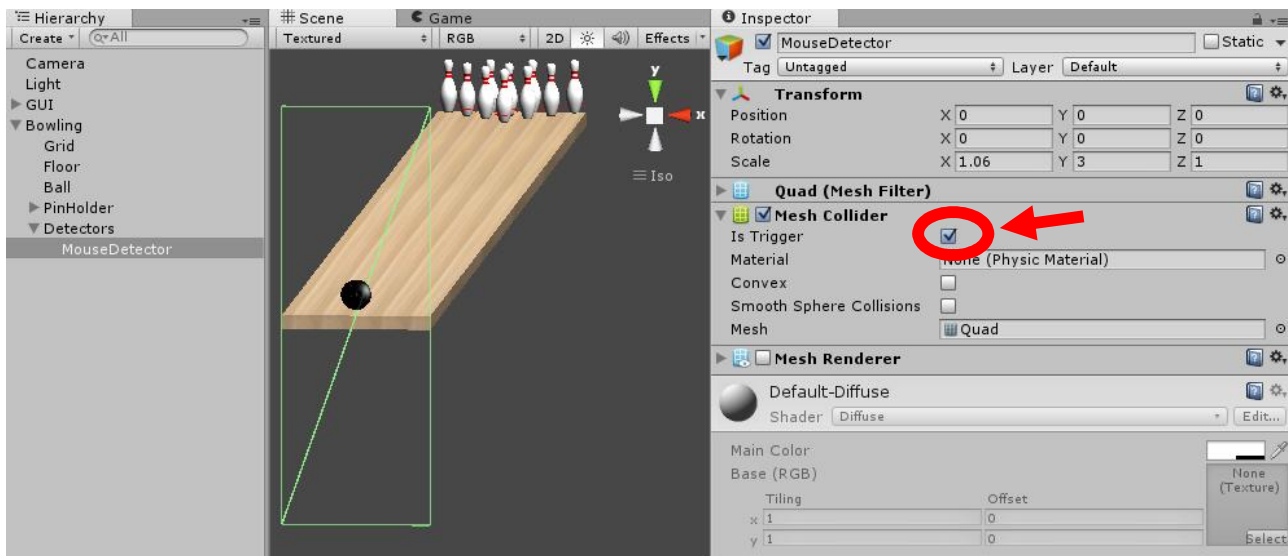 Hierarchy
Create Q▾All
Camera
Light
GUI
Bowling
Grid
Floor
Ball
PinHolder
Detectors
MouseDetector
# Scene Game
Textured RGB 2D Effects
y
x
Iso
Inspector
MouseDetector Static
Tag Untagged Layer Default
Transform
Position X 0 Y 0 Z 0
Rotation X 0 Y 0 Z 0
Scale X 1.06 Y 3 Z 1
Quad (Mesh Filter)
Mesh Collider
Is Trigger
Material None (Physic Material)
Convex
Smooth Sphere Collisions
Mesh Quad
Mesh Renderer
Default-Diffuse
Shader Diffuse Edit...
Main Color
Base (RGB) None
(Texture)
Tiling Offset
x 1 0
y 1 0 Select